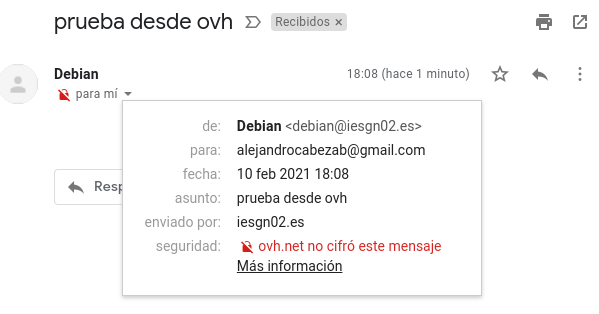 prueba desde ovh Recibidos ×
Debian 18:08 (hace 1 minuto)
para mí
de: Debian <debian@iesgn02.es>
para: alejandrocabezab@gmail.com
fecha: 10 feb 2021 18:08
asunto: prueba desde ovh
enviado por: iesgn02.es
seguridad: ovh.net no cifró este mensaje
Más información
Resp